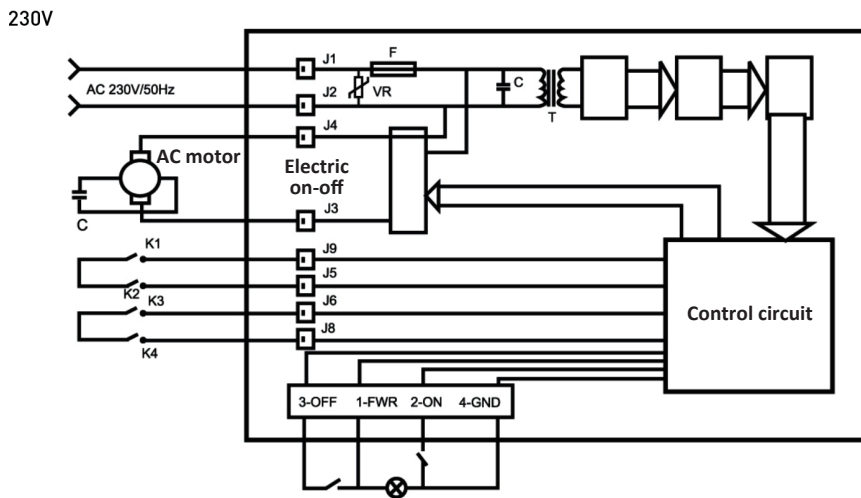 230V
J1
F
AC 230V/50Hz
J2
VR
C
T
J4
AC motor
Electric
on-off
C
J3
K1
J9
K2
J5
K3
J6
K4
J8
Control circuit
3-OFF 1-FWR 2-ON 4-GND